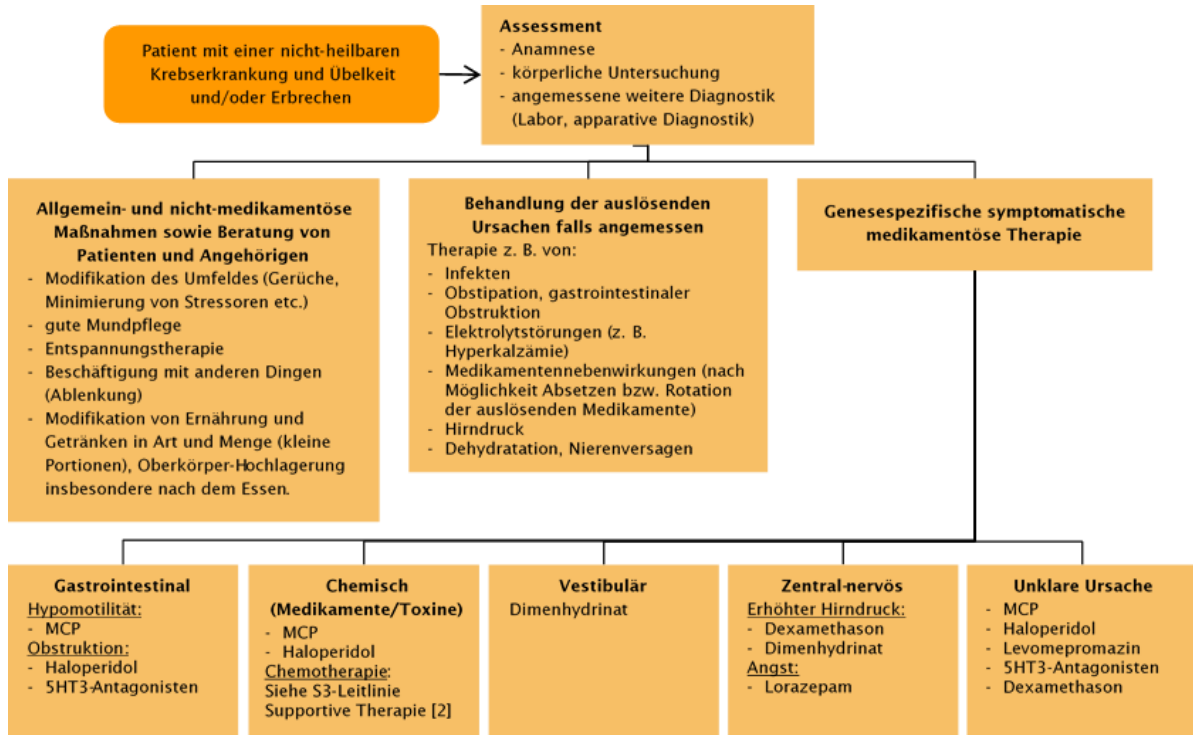 Patient mit einer nicht-heilbaren
Krebserkrankung und Übelkeit
und/oder Erbrechen
Assessment
- Anamnese
- körperliche Untersuchung
- angemessene weitere Diagnostik
(Labor, apparative Diagnostik)
Allgemein- und nicht-medikamentöse
Maßnahmen sowie Beratung von
Patienten und Angehörigen
- Modifikation des Umfeldes (Gerüche,
Minimierung von Stressoren etc.)
- gute Mundpflege
- Entspannungstherapie
- Beschäftigung mit anderen Dingen
(Ablenkung)
- Modifikation von Ernährung und
Getränken in Art und Menge (kleine
Portionen), Oberkörper-Hochlagerung
insbesondere nach dem Essen.
Behandlung der auslösenden
Ursachen falls angemessen
Therapie z. B. von:
- Infekten
- Obstipation, gastrointestinaler
Obstruktion
- Elektrolytstörungen (z. B.
Hyperkalzämie)
- Medikamentennebenwirkungen (nach
Möglichkeit Absetzen bzw. Rotation
der auslösenden Medikamente)
- Hirndruck
- Dehydratation, Nierenversagen
Genesespezifische symptomatische
medikamentöse Therapie
Gastrointestinal
Hypomotilität:
- MCP
Obstruktion:
- Haloperidol
- 5HT3-Antagonisten
Chemisch
(Medikamente/Toxine)
- MCP
- Haloperidol
Chemotherapie:
Siehe S3-Leitlinie
Supportive Therapie [2]
Vestibulär
Dimenhydrinat
Zentral-nervös
Erhöhter Hirndruck:
- Dexamethason
- Dimenhydrinat
Angst:
- Lorazepam
Unklare Ursache
- MCP
- Haloperidol
- Levomepromazin
- 5HT3-Antagonisten
- Dexamethason